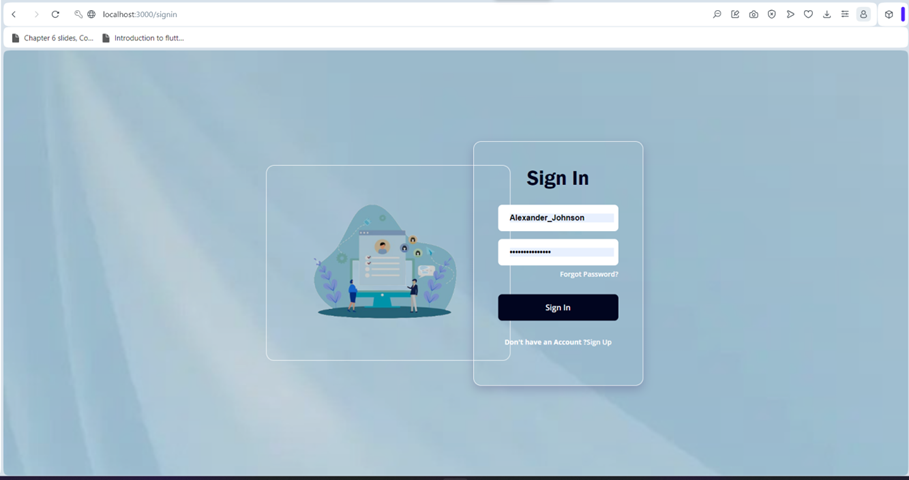 localhost:3000/signin
Chapter 6 slides, Co... Introduction to flutt...
Sign In
Alexander_Johnson
•••••••••••••••
Forgot Password?
Sign In
Don't have an Account ?Sign Up